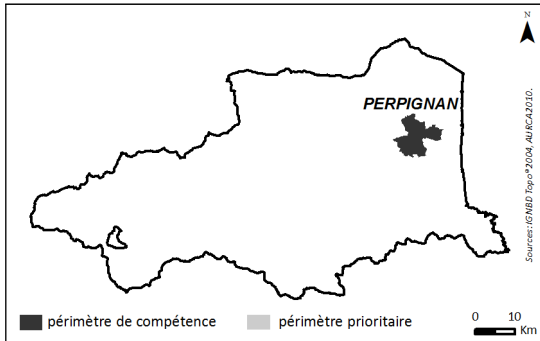 N
PERPIGNAN
Sources: IGNBD Topo®2004, AURCA2010.
périmètre de compétence
périmètre prioritaire
0 10
Km